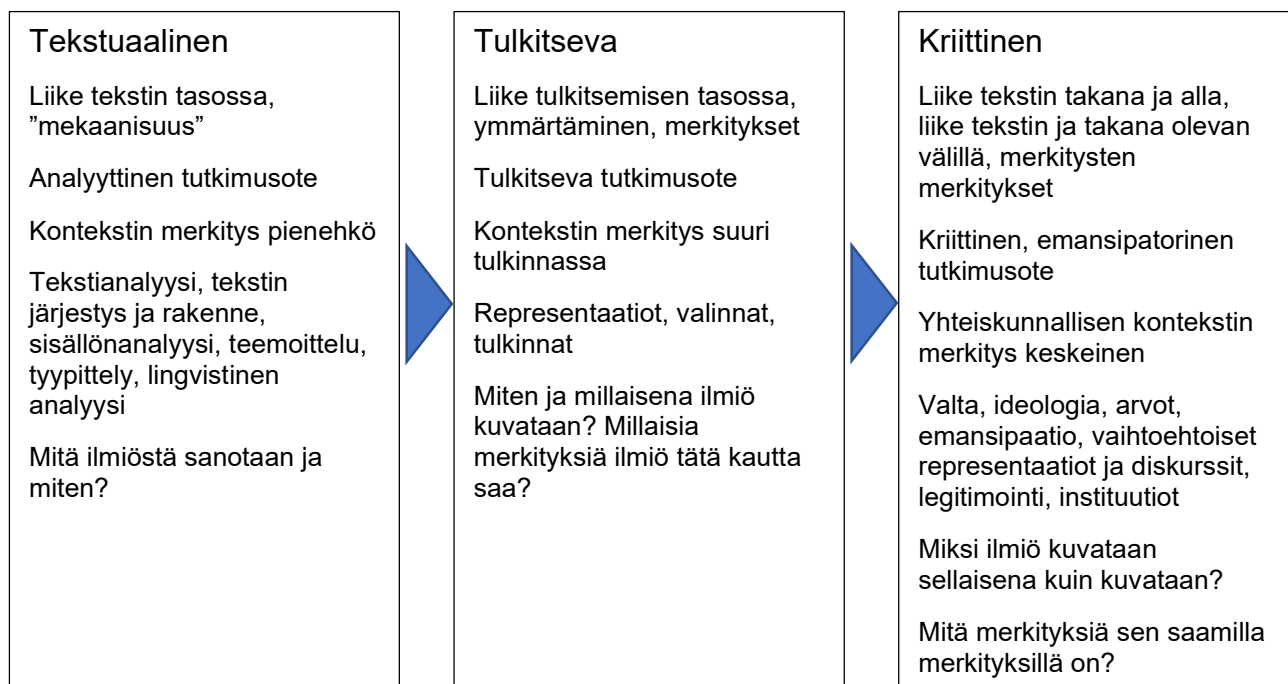 Tekstuaalinen
Liike tekstin tasossa,
”mekaanisuus”
Analyyttinen tutkimusote
Kontekstin merkitys pienehkö
Tekstianalyysi, tekstin
järjestys ja rakenne,
sisällönanalyysi, teemoittelu,
tyypittely, lingvistinen
analyysi
Mitä ilmiöstä sanotaan ja
miten?
Tulkitseva
Liike tulkitsemisen tasossa,
ymmärtäminen, merkitykset
Tulkitseva tutkimusote
Kontekstin merkitys suuri
tulkinnassa
Representaatiot, valinnat,
tulkinnat
Miten ja millaisena ilmiö
kuvataan? Millaisia
merkityksiä ilmiö tätä kautta
saa?
Kriittinen
Liike tekstin takana ja alla,
liike tekstin ja takana olevan
välillä, merkitysten
merkitykset
Kriittinen, emansipatorinen
tutkimusote
Yhteiskunnallisen kontekstin
merkitys keskeinen
Valta, ideologia, arvot,
emansipaatio, vaihtoehtoiset
representaatiot ja diskurssit,
legitimointi, instituutiot
Miksi ilmiö kuvataan
sellaisena kuin kuvataan?
Mitä merkityksiä sen saamilla
merkityksillä on?